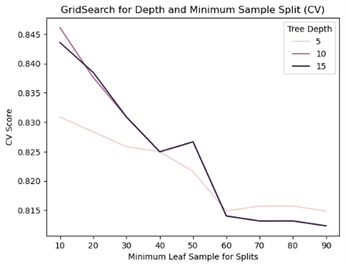 GridSearch for Depth and Minimum Sample Split (CV)
Tree Depth
5
10
15
CV Score
0.845
0.840
0.835
0.830
0.825
0.820
0.815
10 20 30 40 50 60 70 80 90
Minimum Leaf Sample for Splits